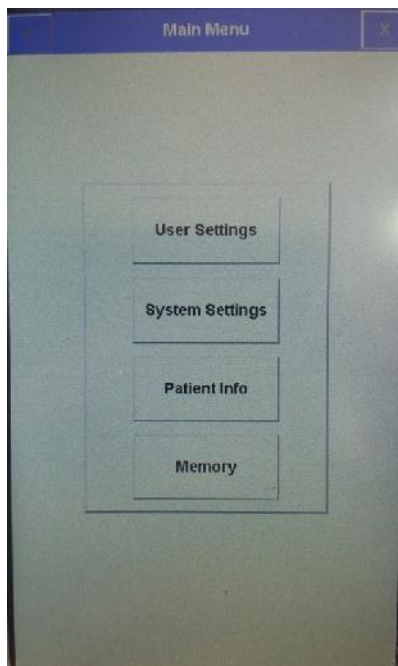 Main Menu X
User Settings
System Settings
Patient Info
Memory